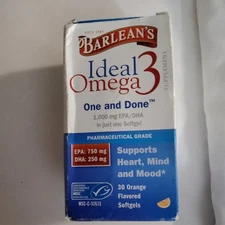 BARLEAN'S
Ideal
Omega3
SUPPLEMENT
One and Done™
1,000 mg EPA/DHA
in just one Softgel
PHARMACEUTICAL GRADE
EPA: 750 mg
DHA: 250 mg
Supports
Heart, Mind
and Mood*
30 Orange
Flavored
Softgels